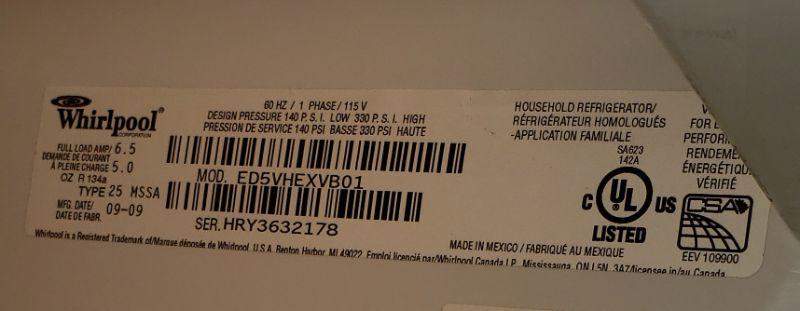 Whirlpool
CORPORATION
60 HZ / 1 PHASE/ 115 V
DESIGN PRESSURE 140 P. S. I. LOW 330 P. S. I. HIGH
PRESSION DE SERVICE 140 PSI BASSE 330 PSI HAUTE
FULL LOAD AMP/ 6.5
DEMANDE DE COURANT
À PLEINE CHARGE 5.0
OZ R 134a
TYPE 25 MSSA
MFG. DATE/ 09-09
DATE DE FABR.
MOD. ED5VHEXVB01
SER. HRY3632178
HOUSEHOLD REFRIGERATOR/
RÉFRIGÉRATEUR HOMOLOGUÉS
-APPLICATION FAMILIALE
SA623
142A
C UL US
LISTED
V
FOR E
PERF
RENDEME
ÉNERGÉTIQU
VÉRIFIÉ
CSA
EEV 109900
MADE IN MEXICO / FABRIQUÉ AU MEXIQUE
Whirlpool is a Registered Trademark of/Marque déposée de Whirlpool, U.S.A. Benton Harbor, MI 49022. Emploi licencié par/Whirlpool Canada LP, Mississauga, ON L5N 3A7/licensee in/au Canada